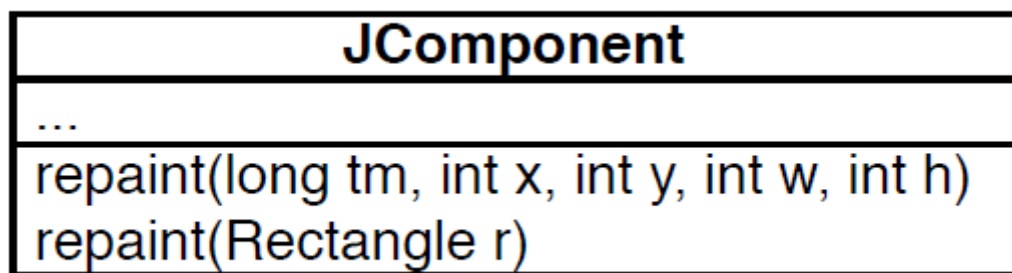 JComponent
...
repaint(long tm, int x, int y, int w, int h)
repaint(Rectangle r)